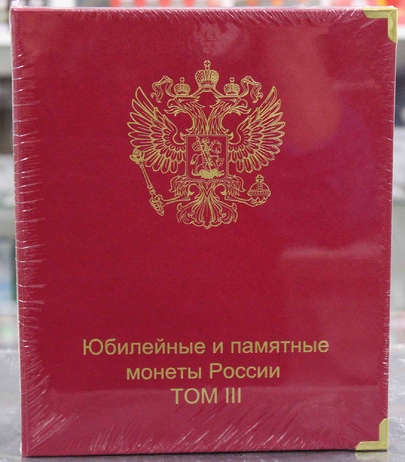 Юбилейные и памятные
монеты России
ТОМ III